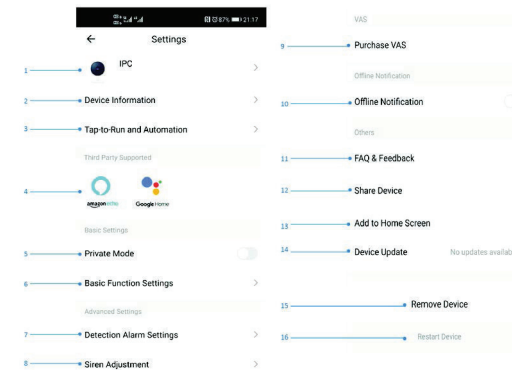 21:17
87%
Settings
1
IPC
2
Device Information
3
Tap-to-Run and Automation
Third Party Supported
4
amazon echo
Google Home
Basic Settings
5
Private Mode
6
Basic Function Settings
Advanced Settings
7
Detection Alarm Settings
8
Siren Adjustment
VAS
9
Purchase VAS
Offline Notification
10
Offline Notification
Others
11
FAQ & Feedback
12
Share Device
13
Add to Home Screen
14
Device Update
No updates availab
15
Remove Device
16
Restart Device